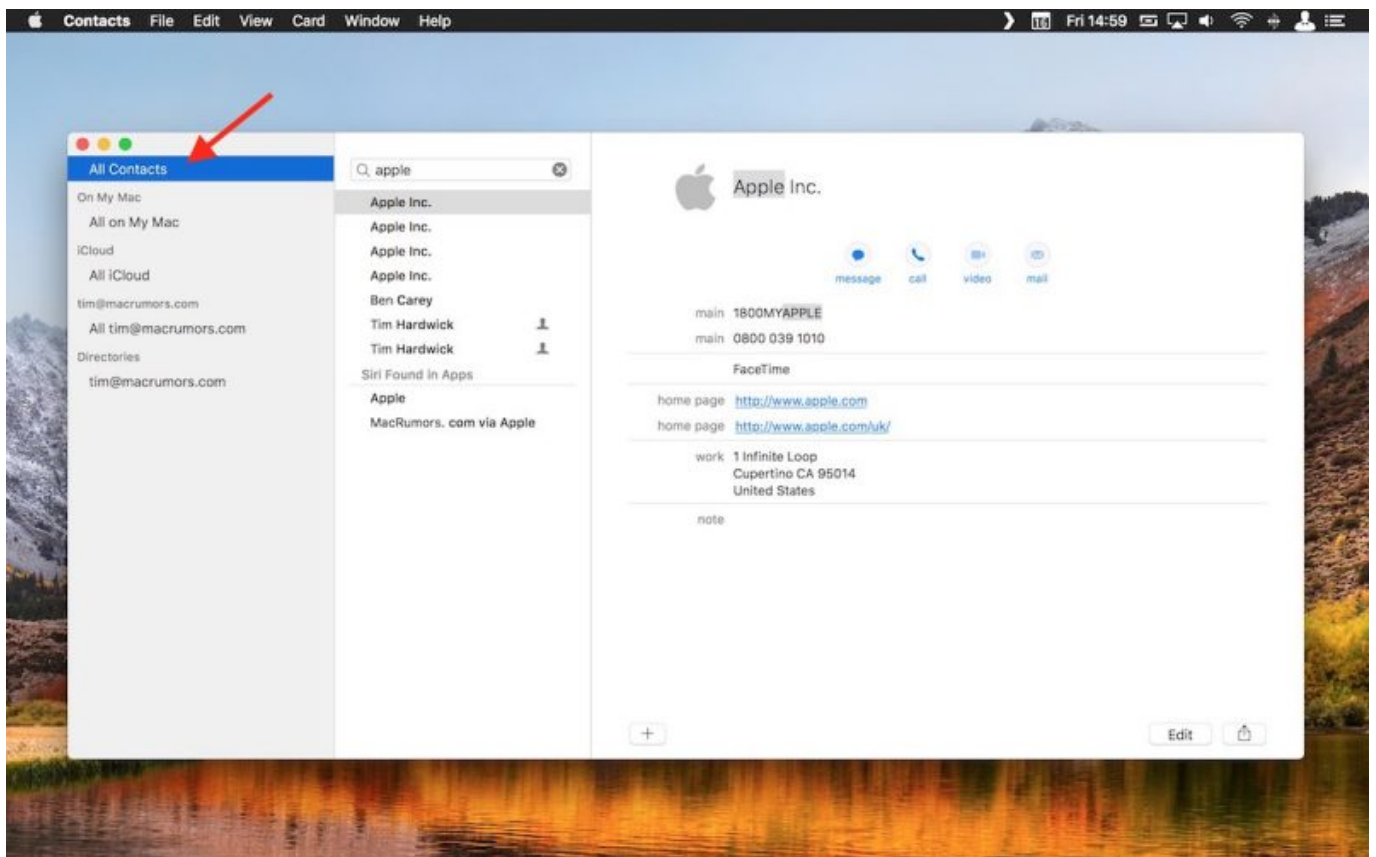 Contacts File Edit View Card Window Help
16 Fri 14:59
All Contacts
On My Mac
All on My Mac
iCloud
All iCloud
tim@macrumors.com
All tim@macrumors.com
Directories
tim@macrumors.com
apple
Apple Inc.
Apple Inc.
Apple Inc.
Apple Inc.
Ben Carey
Tim Hardwick
Tim Hardwick
Siri Found in Apps
Apple
MacRumors. com via Apple
Apple Inc.
message call video mail
main 1800MYAPPLE
main 0800 039 1010
FaceTime
home page http://www.apple.com
home page http://www.apple.com/uk/
work 1 Infinite Loop
Cupertino CA 95014
United States
note
+ Edit